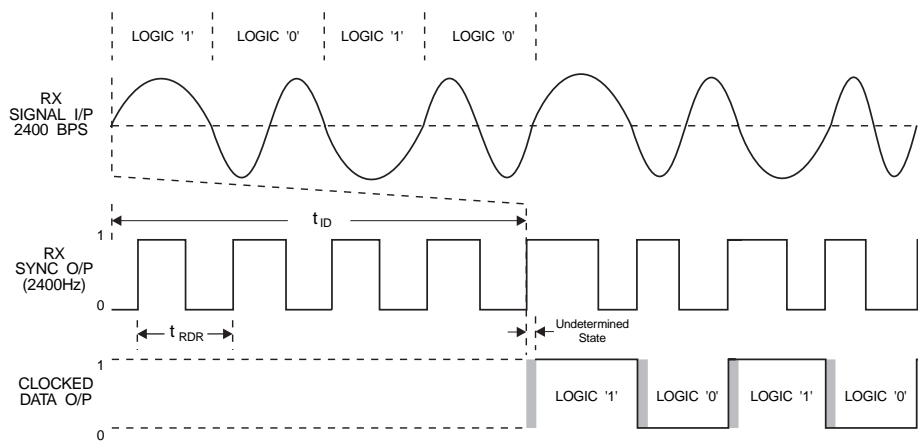 LOGIC '1' LOGIC '0' LOGIC '1' LOGIC '0'
RX
SIGNAL I/P
2400 BPS
t ID
1
RX
SYNC O/P
(2400Hz)
0
t RDR
Undetermined
State
1
CLOCKED
DATA O/P
LOGIC '1' LOGIC '0' LOGIC '1' LOGIC '0'
0